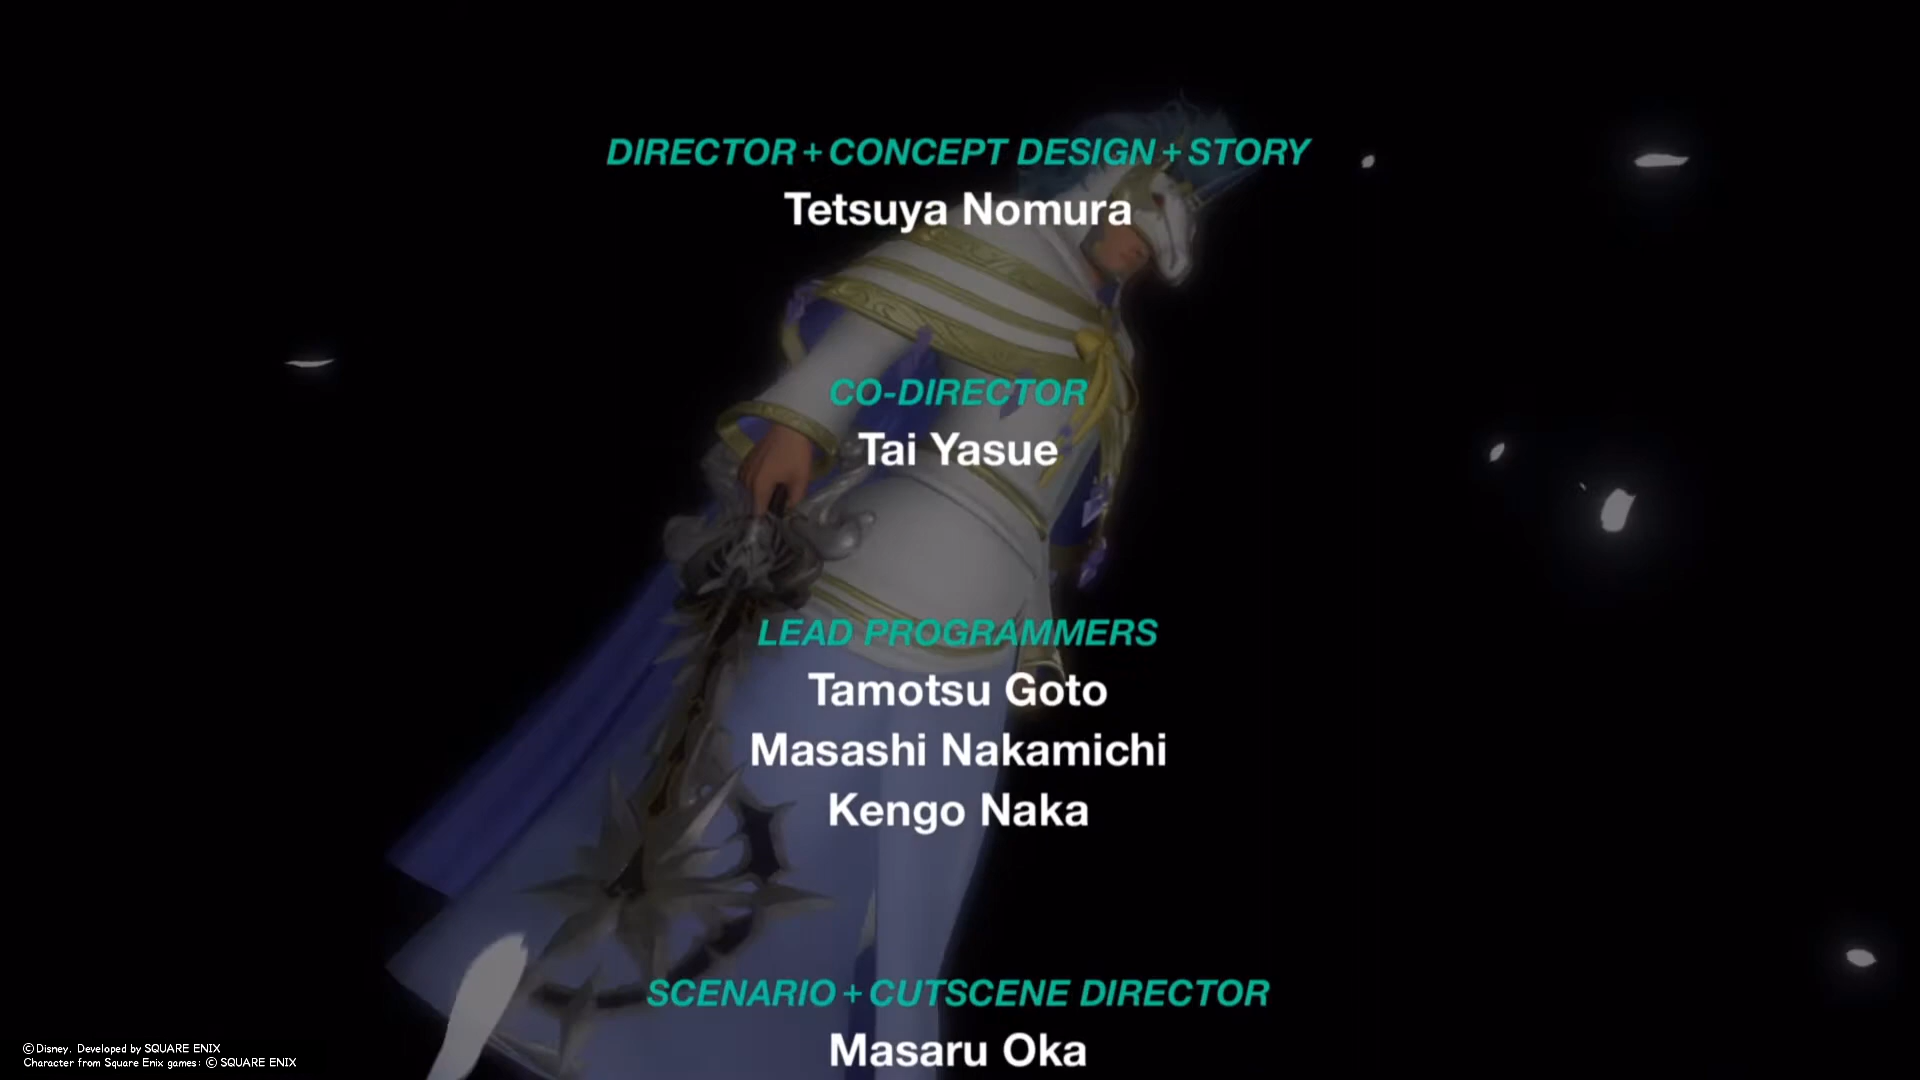 DIRECTOR + CONCEPT DESIGN + STORY
Tetsuya Nomura
CO-DIRECTOR
Tai Yasue
LEAD PROGRAMMERS
Tamotsu Goto
Masashi Nakamichi
Kengo Naka
SCENARIO + CUTSCENE DIRECTOR
Masaru Oka
©Disney. Developed by SQUARE ENIX
Character from Square Enix games: © SQUARE ENIX